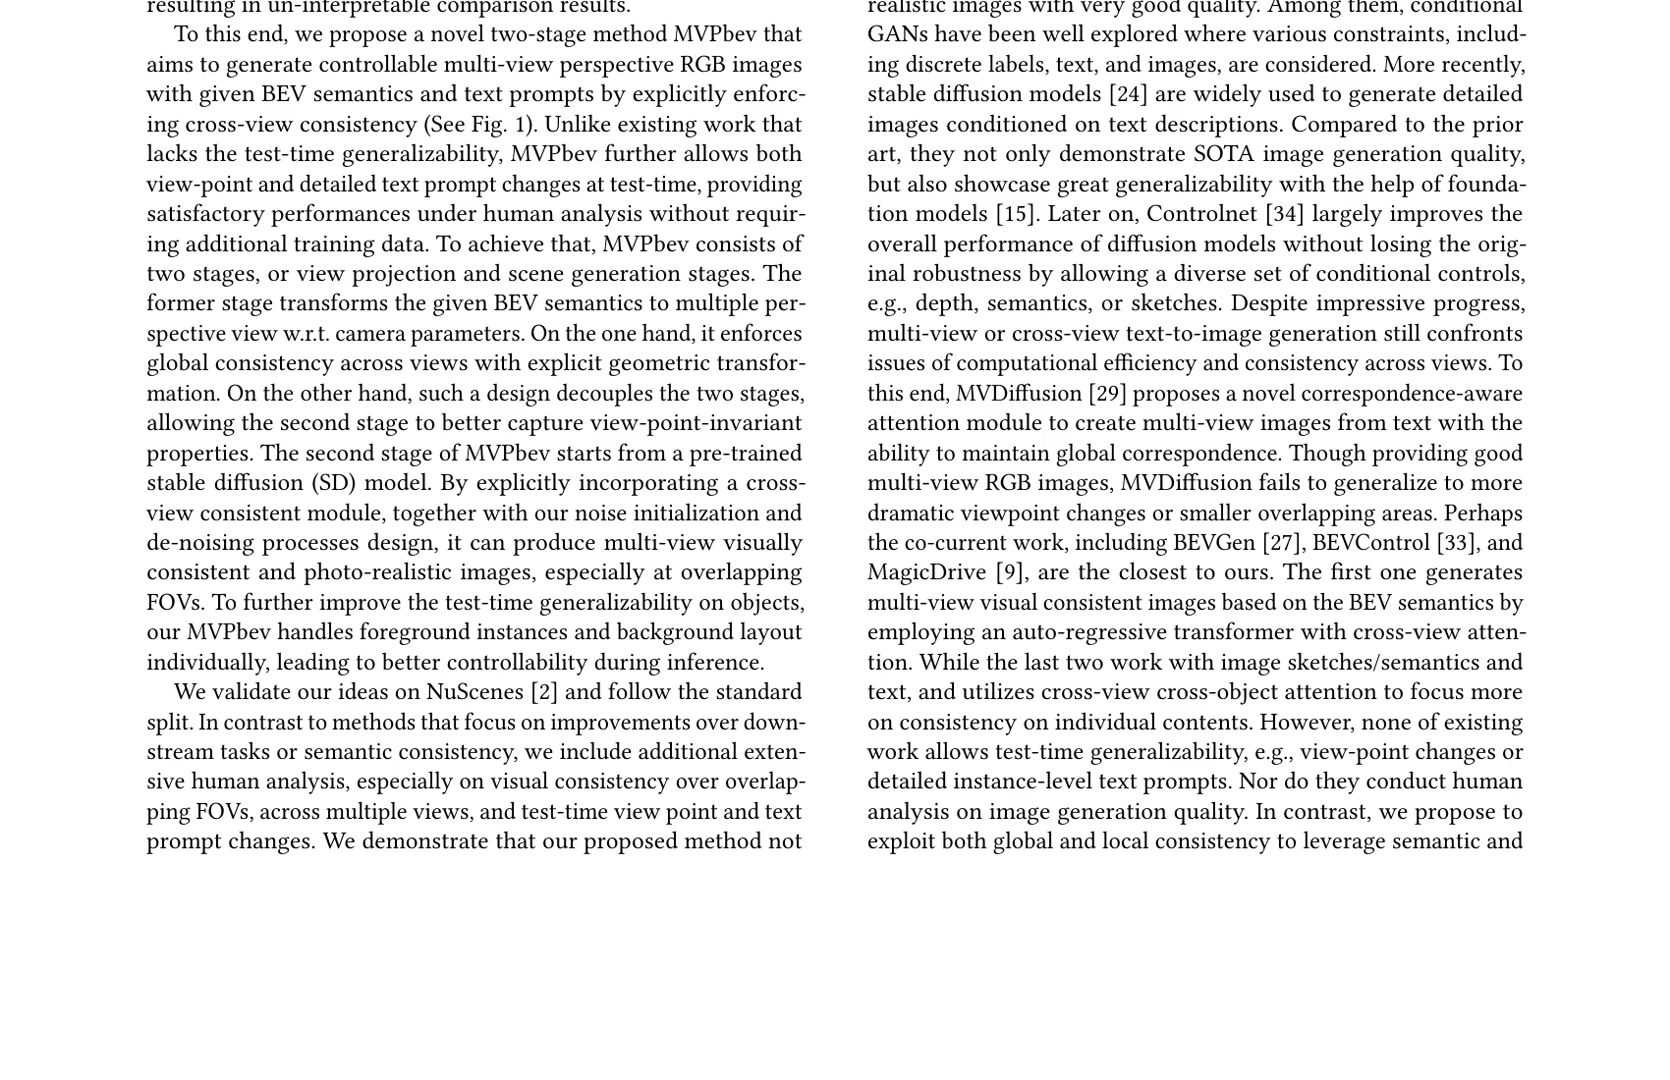 resulting in un-interpretable comparison results.
To this end, we propose a novel two-stage method MVPbev that
aims to generate controllable multi-view perspective RGB images
with given BEV semantics and text prompts by explicitly enforc-
ing cross-view consistency (See Fig. 1). Unlike existing work that
lacks the test-time generalizability, MVPbev further allows both
view-point and detailed text prompt changes at test-time, providing
satisfactory performances under human analysis without requir-
ing additional training data. To achieve that, MVPbev consists of
two stages, or view projection and scene generation stages. The
former stage transforms the given BEV semantics to multiple per-
spective view w.r.t. camera parameters. On the one hand, it enforces
global consistency across views with explicit geometric transfor-
mation. On the other hand, such a design decouples the two stages,
allowing the second stage to better capture view-point-invariant
properties. The second stage of MVPbev starts from a pre-trained
stable diffusion (SD) model. By explicitly incorporating a cross-
view consistent module, together with our noise initialization and
de-noising processes design, it can produce multi-view visually
consistent and photo-realistic images, especially at overlapping
FOVs. To further improve the test-time generalizability on objects,
our MVPbev handles foreground instances and background layout
individually, leading to better controllability during inference.
We validate our ideas on NuScenes [2] and follow the standard
split. In contrast to methods that focus on improvements over down-
stream tasks or semantic consistency, we include additional exten-
sive human analysis, especially on visual consistency over overlap-
ping FOVs, across multiple views, and test-time view point and text
prompt changes. We demonstrate that our proposed method not
realistic images with very good quality. Among them, conditional
GANs have been well explored where various constraints, includ-
ing discrete labels, text, and images, are considered. More recently,
stable diffusion models [24] are widely used to generate detailed
images conditioned on text descriptions. Compared to the prior
art, they not only demonstrate SOTA image generation quality,
but also showcase great generalizability with the help of founda-
tion models [15]. Later on, Controlnet [34] largely improves the
overall performance of diffusion models without losing the orig-
inal robustness by allowing a diverse set of conditional controls,
e.g., depth, semantics, or sketches. Despite impressive progress,
multi-view or cross-view text-to-image generation still confronts
issues of computational efficiency and consistency across views. To
this end, MVDiffusion [29] proposes a novel correspondence-aware
attention module to create multi-view images from text with the
ability to maintain global correspondence. Though providing good
multi-view RGB images, MVDiffusion fails to generalize to more
dramatic viewpoint changes or smaller overlapping areas. Perhaps
the co-current work, including BEVGen [27], BEVControl [33], and
MagicDrive [9], are the closest to ours. The first one generates
multi-view visual consistent images based on the BEV semantics by
employing an auto-regressive transformer with cross-view atten-
tion. While the last two work with image sketches/semantics and
text, and utilizes cross-view cross-object attention to focus more
on consistency on individual contents. However, none of existing
work allows test-time generalizability, e.g., view-point changes or
detailed instance-level text prompts. Nor do they conduct human
analysis on image generation quality. In contrast, we propose to
exploit both global and local consistency to leverage semantic and